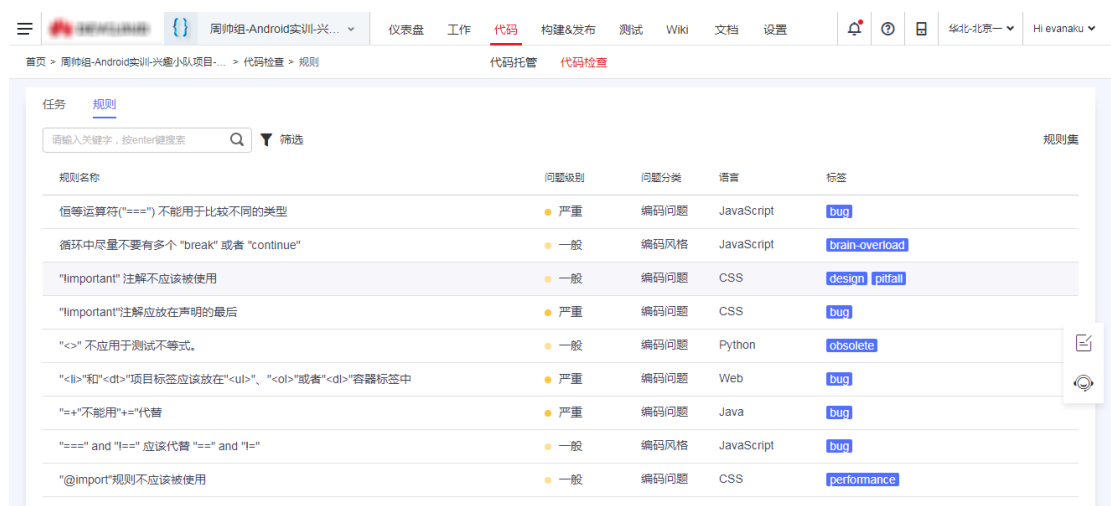 {} 周帅组-Android实训-兴... 仪表盘 工作 代码 构建&发布 测试 Wiki 文档 设置 华北-北京一 Hi evanaku
首页 > 周帅组-Android实训-兴趣小队项目-... > 代码检查 > 规则 代码托管 代码检查
任务 规则
请输入关键字，按enter键搜索 筛选 规则集
规则名称 问题级别 问题分类 语言 标签
恒等运算符("===") 不能用于比较不同的类型 严重 编码问题 JavaScript bug
循环中尽量不要有多个 "break" 或者 "continue" 一般 编码风格 JavaScript brain-overload
"!important" 注解不应该被使用 一般 编码问题 CSS design pitfall
"!important"注解应放在声明的最后 严重 编码问题 CSS bug
"<>" 不应用于测试不等式。 一般 编码问题 Python obsolete
"<li>"和"<dt>"项目标签应该放在"<ul>"、"<ol>"或者"<dl>"容器标签中 严重 编码问题 Web bug
"=+"不能用"+="代替 严重 编码问题 Java bug
"===" and "!==" 应该代替 "==" and "!=" 一般 编码风格 JavaScript bug
"@import"规则不应该被使用 一般 编码问题 CSS performance